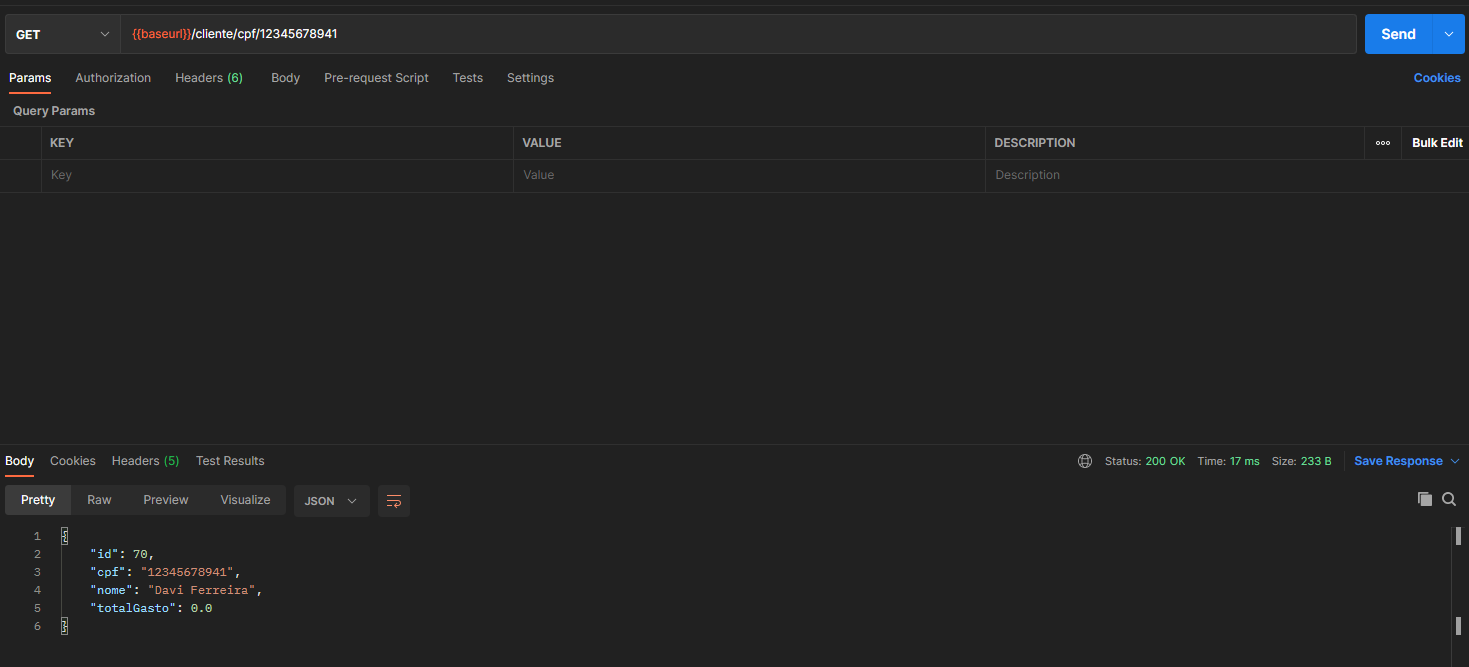 GET {{baseurl}}/cliente/cpf/12345678941 Send
Params Authorization Headers (6) Body Pre-request Script Tests Settings Cookies
Query Params
KEY VALUE DESCRIPTION ooo Bulk Edit
Key Value Description
Body Cookies Headers (5) Test Results Status: 200 OK Time: 17 ms Size: 233 B Save Response
Pretty Raw Preview Visualize JSON
1 {
2 "id": 70,
3 "cpf": "12345678941",
4 "nome": "Davi Ferreira",
5 "totalGasto": 0.0
6 }